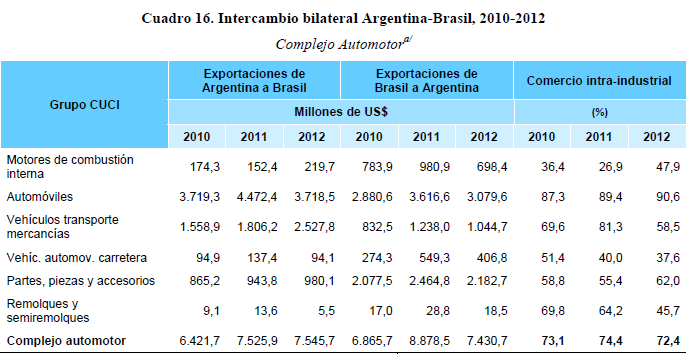 Cuadro 16. Intercambio bilateral Argentina-Brasil, 2010-2012
Complejo Automotor a/
Grupo CUCI
Exportaciones de Argentina a Brasil
Exportaciones de Brasil a Argentina
Comercio intra-industrial
Millones de US$ (%)
2010 2011 2012 2010 2011 2012 2010 2011 2012
Motores de combustión interna 174,3 152,4 219,7 783,9 980,9 698,4 36,4 26,9 47,9
Automóviles 3.719,3 4.472,4 3.718,5 2.880,6 3.616,6 3.079,6 87,3 89,4 90,6
Vehículos transporte mercancías 1.558,9 1.806,2 2.527,8 832,5 1.238,0 1.044,7 69,6 81,3 58,5
Vehíc. automov. carretera 94,9 137,4 94,1 274,3 549,3 406,8 51,4 40,0 37,6
Partes, piezas y accesorios 865,2 943,8 980,1 2.077,5 2.464,8 2.182,7 58,8 55,4 62,0
Remolques y semiremolques 9,1 13,6 5,5 17,0 28,8 18,5 69,8 64,2 45,7
Complejo automotor 6.421,7 7.525,9 7.545,7 6.865,7 8.878,5 7.430,7 73,1 74,4 72,4